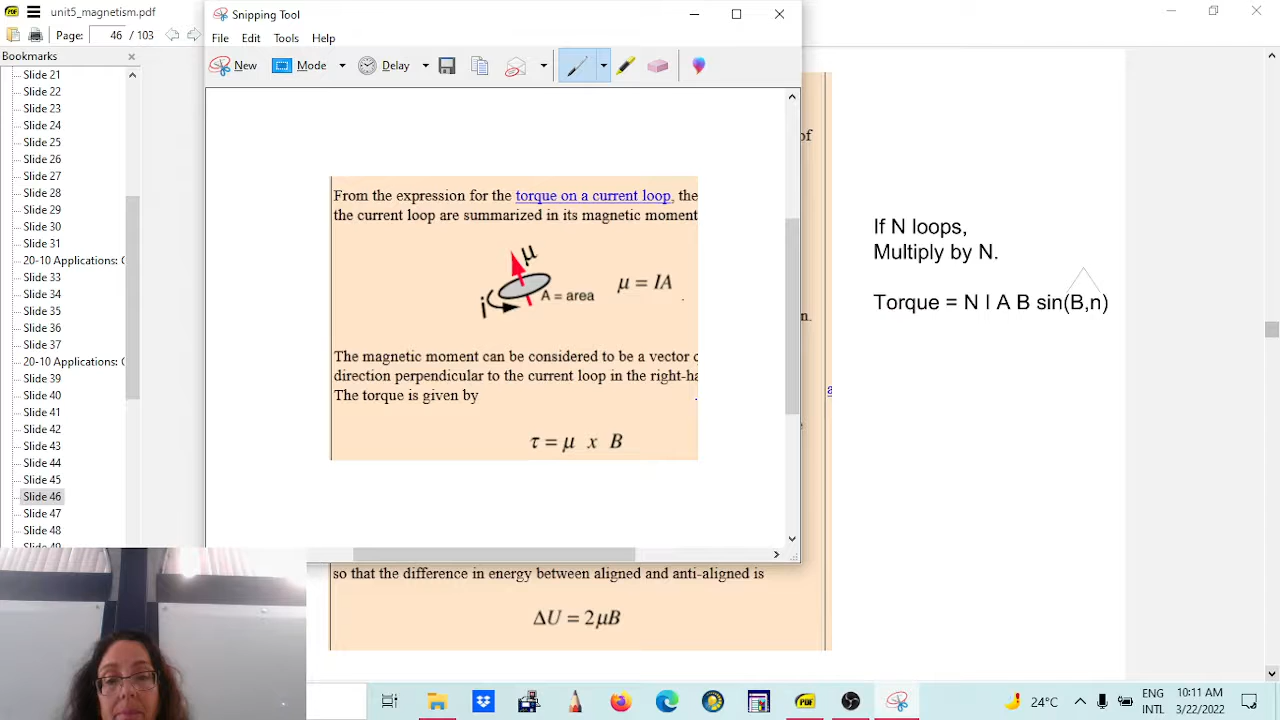 unit5_magnetism.pdf
Page: 46 / 103
Bookmarks
Slide 21
Slide 22
Slide 23
Slide 24
Slide 25
Slide 26
Slide 27
Slide 28
Slide 29
Slide 30
Slide 31
20-10 Applications: G
Slide 33
Slide 34
Slide 35
Slide 36
Slide 37
20-10 Applications: G
Slide 39
Slide 40
Slide 41
Slide 42
Slide 43
Slide 44
Slide 45
Slide 46
Slide 47
Slide 48
Slide 49
Snipping Tool
File Edit Tools Help
New Mode Delay
From the expression for the torque on a current loop, the
the current loop are summarized in its magnetic moment
μ
A = area
i
μ = IA
The magnetic moment can be considered to be a vector
direction perpendicular to the current loop in the right-ha
The torque is given by
τ = μ x B
so that the difference in energy between aligned and anti-aligned is
ΔU = 2μB
of
n.
a
e
If N loops,
Multiply by N.
Torque = N I A B sin(B,n)
PDF
24°C
ENG
INTL
10:11 AM
3/22/2022